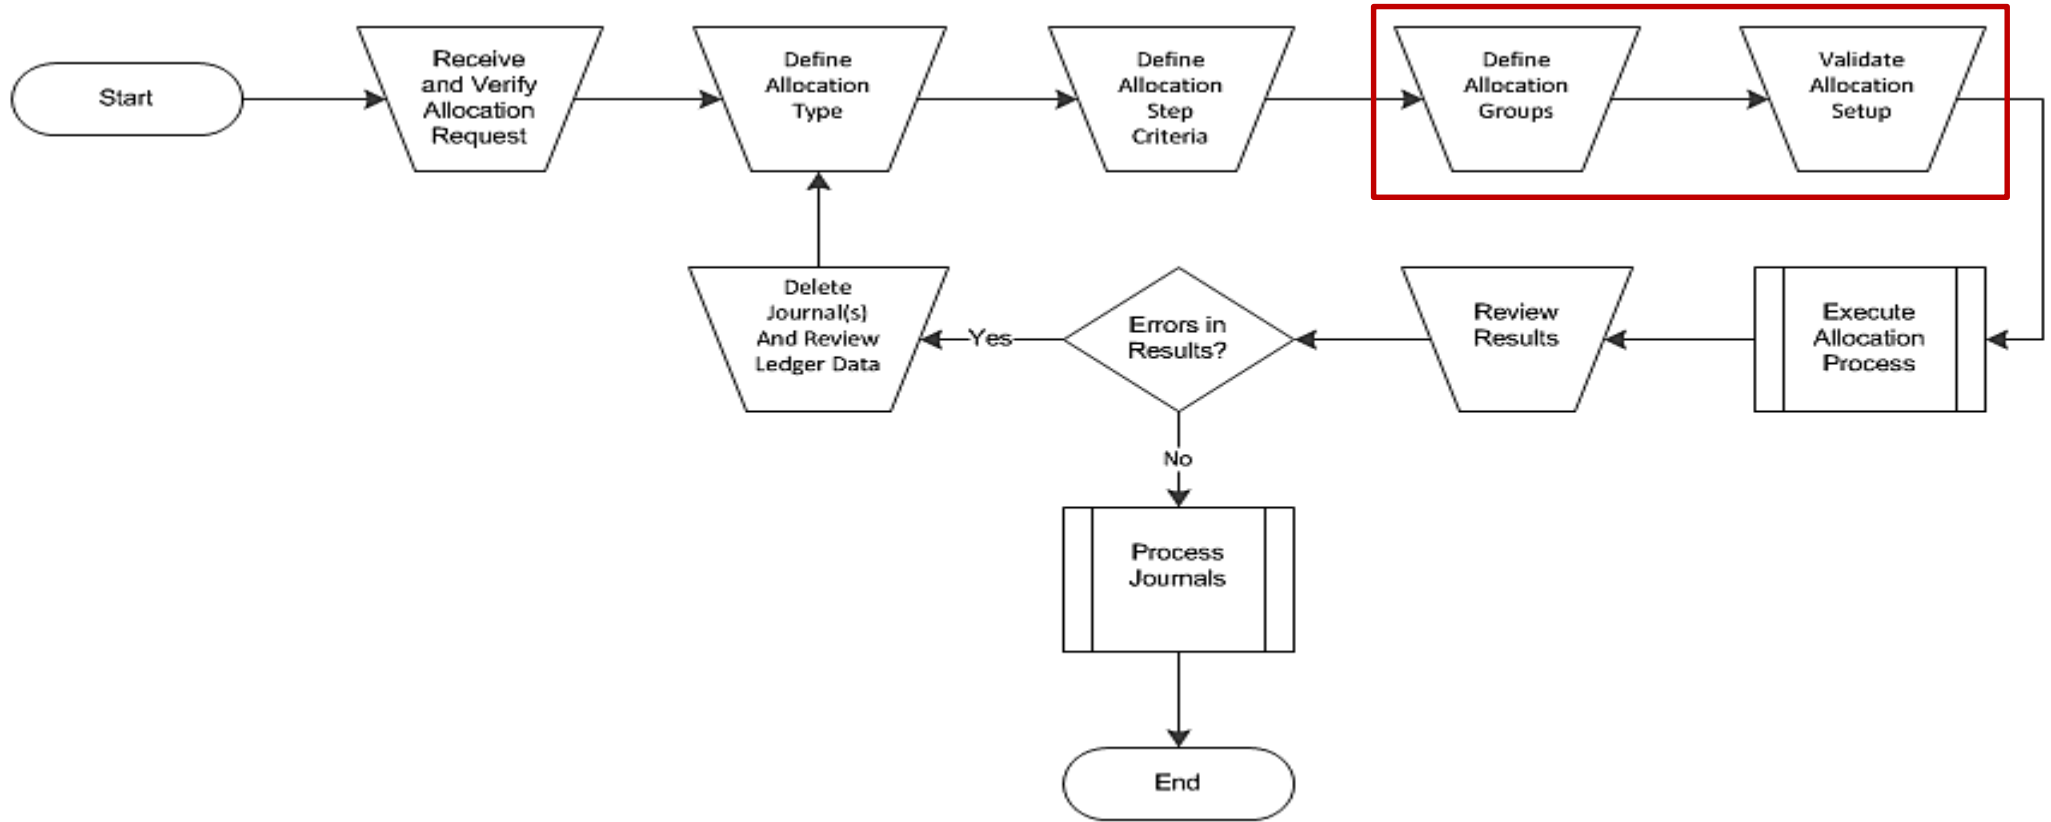 Start
Receive
and Verify
Allocation
Request
Define
Allocation
Type
Define
Allocation
Step
Criteria
Define
Allocation
Groups
Validate
Allocation
Setup
Execute
Allocation
Process
Review
Results
Errors in
Results?
Yes
Delete
Journal(s)
And Review
Ledger Data
No
Process
Journals
End